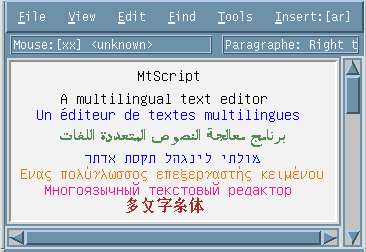 File View Edit Find Tools Insert:[ar]
Mouse:[xx] <unknown> Paragraphe: Right t
MtScript
A multilingual text editor
Un éditeur de textes multilingues
برنامج معالجة النصوص المتعددة اللغات
מולתי לינגהל תקסת אדתר
Ενας πολύγλωσσος επεξεργαστής κειμένου
Многоязычный текстовый редактор
多文字条体